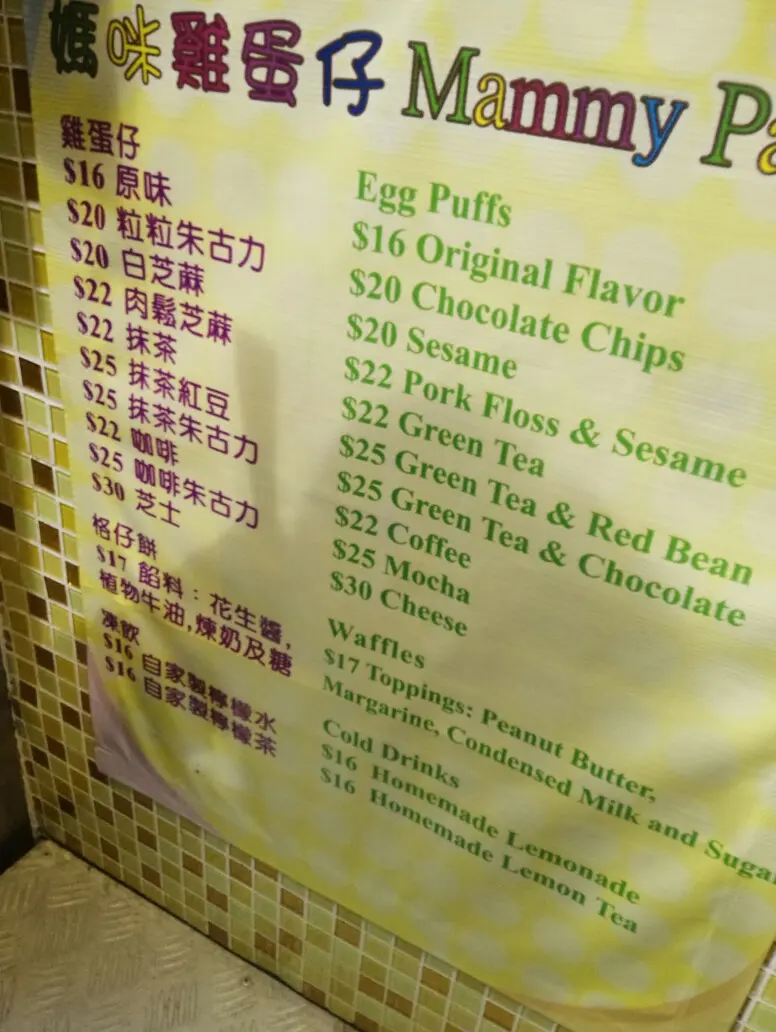 媽咪雞蛋仔 Mammy Pa
雞蛋仔
$16 原味
$20 粒粒朱古力
$20 白芝蔴
$22 肉鬆芝蔴
$22 抹茶
$25 抹茶紅豆
$25 抹茶朱古力
$22 咖啡
$25 咖啡朱古力
$30 芝士
格仔餅
$17 餡料：花生醬,
植物牛油,煉奶及糖
凍飲
$16 自家製檸檬水
$16 自家製檸檬茶
Egg Puffs
$16 Original Flavor
$20 Chocolate Chips
$20 Sesame
$22 Pork Floss & Sesame
$22 Green Tea
$25 Green Tea & Red Bean
$25 Green Tea & Chocolate
$22 Coffee
$25 Mocha
$30 Cheese
Waffles
$17 Toppings: Peanut Butter,
Margarine, Condensed Milk and Sugar
Cold Drinks
$16 Homemade Lemonade
$16 Homemade Lemon Tea